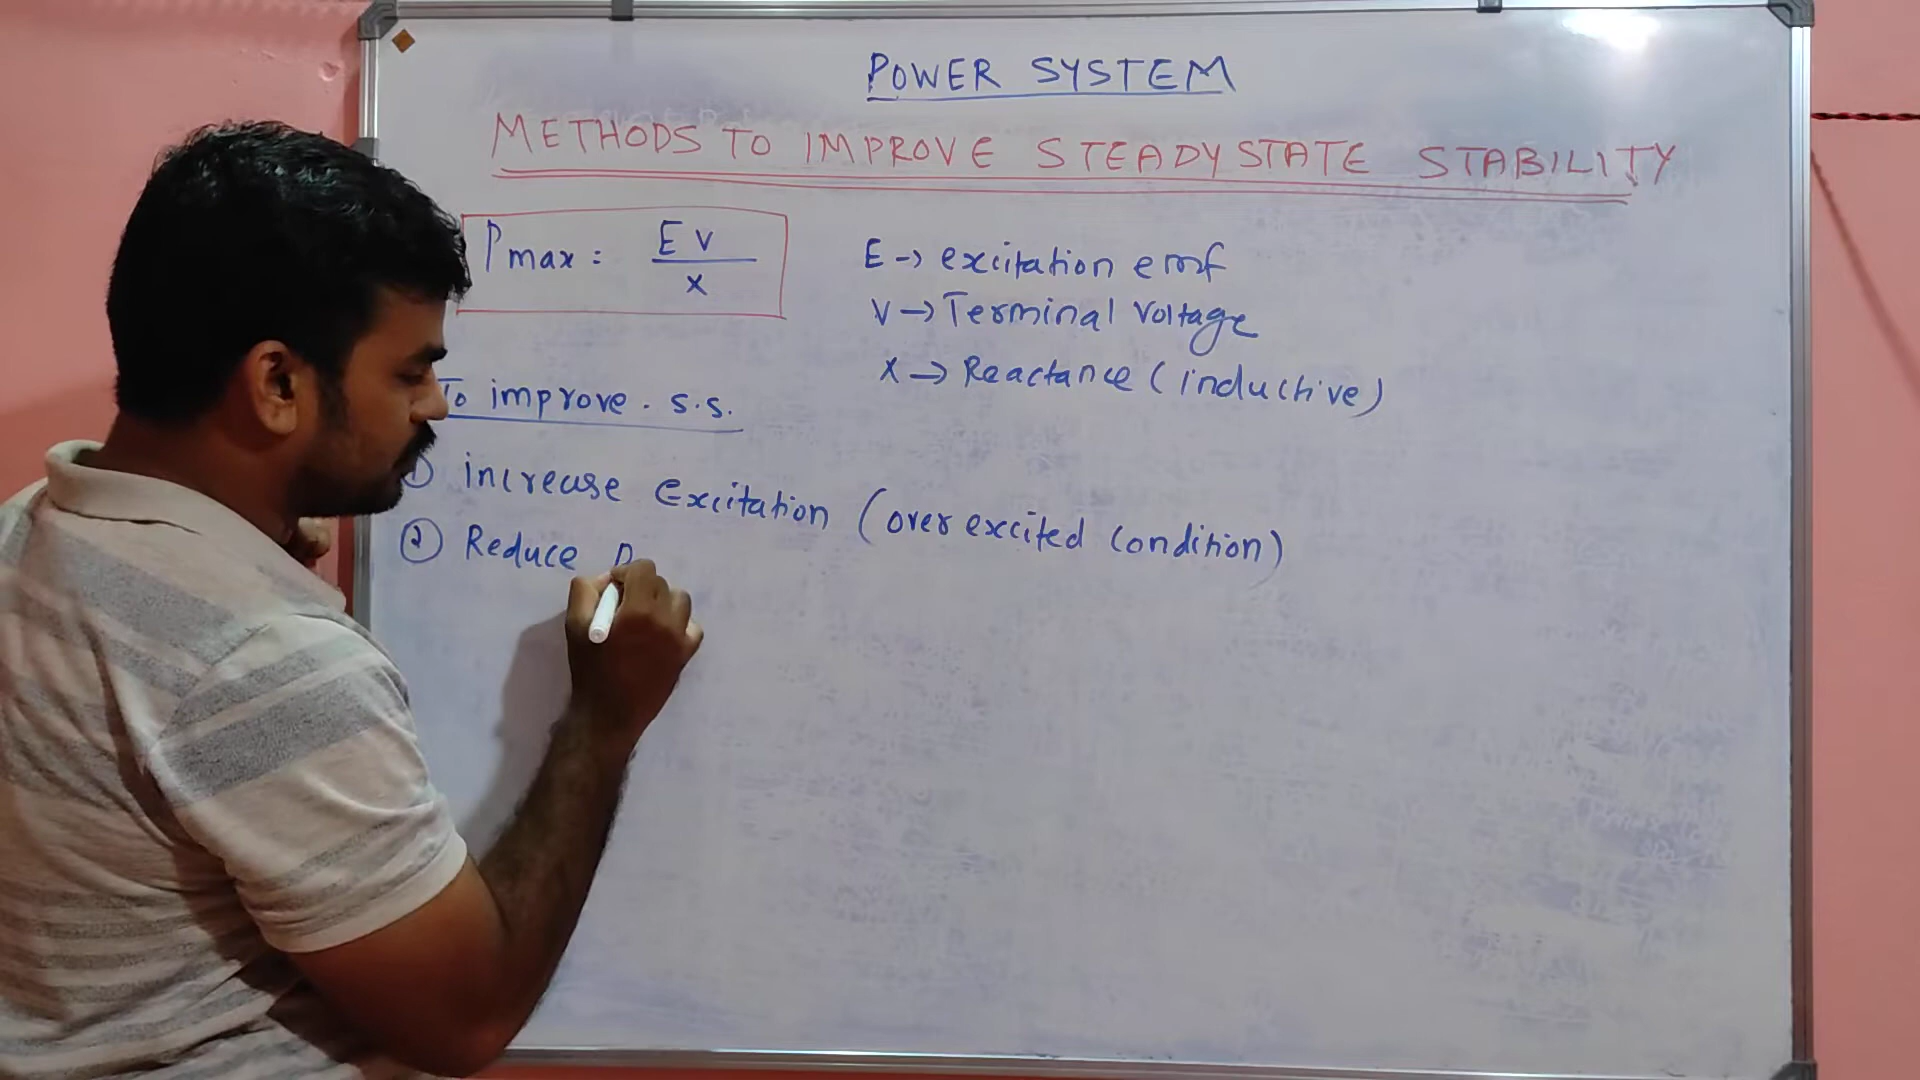 POWER SYSTEM
METHODS TO IMPROVE STEADY STATE STABILITY
Pmax = EV
x
E -> excitation emf
V -> Terminal voltage
X -> Reactance (inductive)
To improve. S.S.
① increase Excitation (over excited condition)
② Reduce